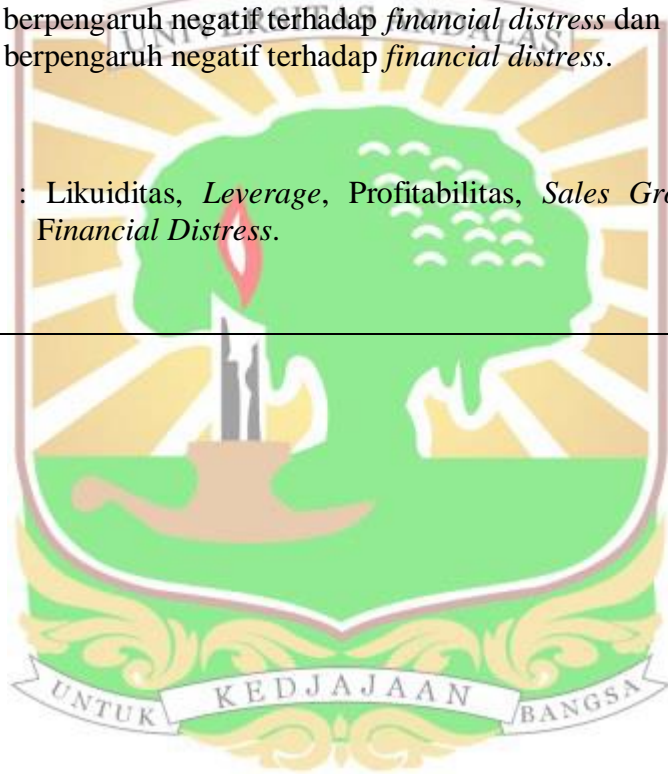 berpengaruh negatif terhadap financial distress dan
UNIVERSITAS ANDALAS
berpengaruh negatif terhadap financial distress.
: Likuiditas, Leverage, Profitabilitas, Sales Gro
Financial Distress.
UNTUK KEDJAJAAN BANGSA